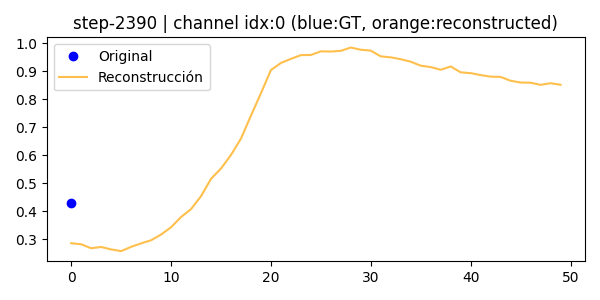 step-2390 | channel idx:0 (blue:GT, orange:reconstructed)
1.0
0.9
0.8
0.7
0.6
0.5
0.4
0.3
Original
Reconstrucción
0 10 20 30 40 50